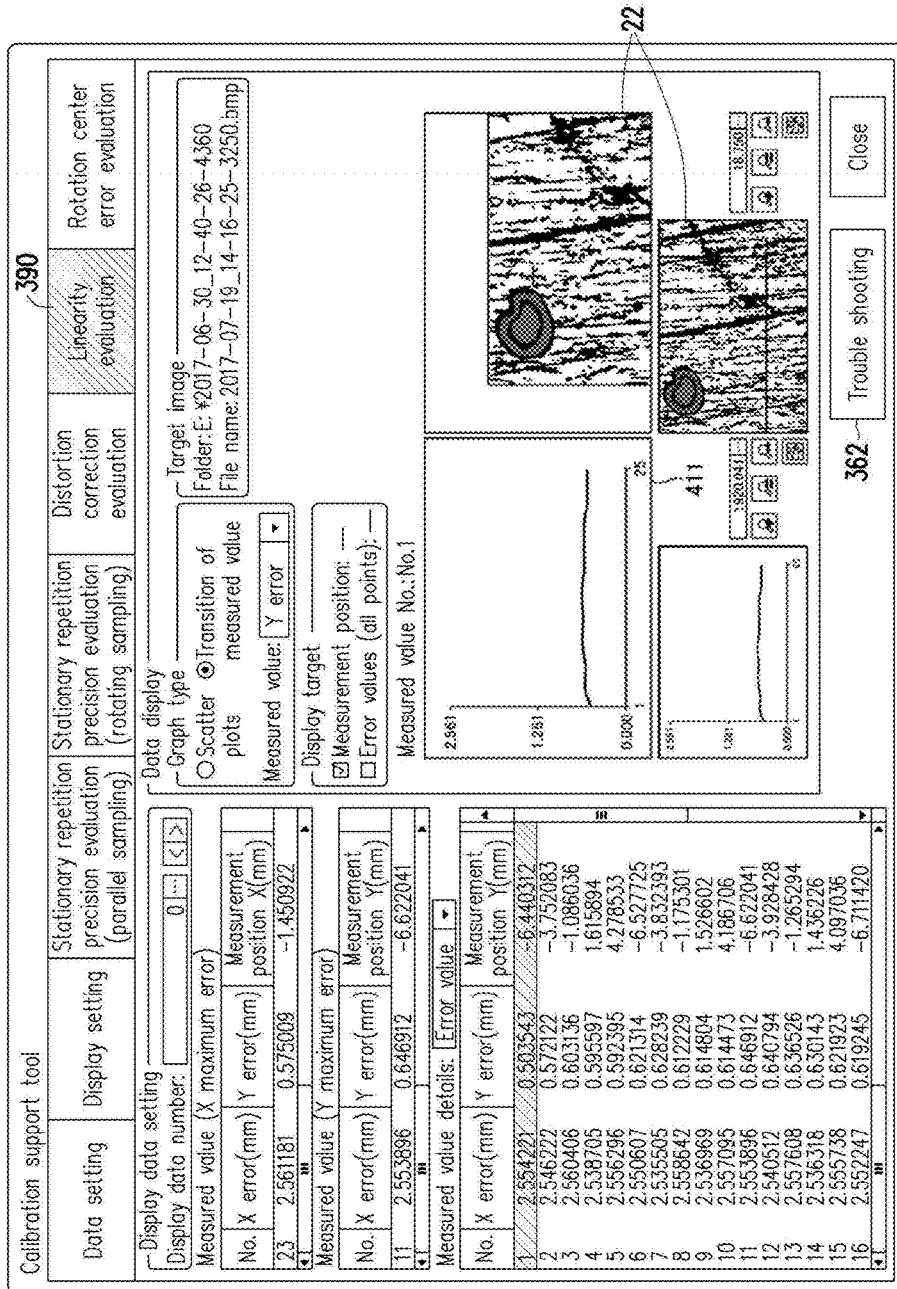 Calibration support tool
390
Data setting
Display setting
Stationary repetition
precision evaluation
(parallel sampling)
Stationary repetition
precision evaluation
(rotating sampling)
Distortion
correction
evaluation
Linearity
evaluation
Rotation center
error evaluation
Display data setting
Display data number:
0
...
<
>
Measured value (X maximum error)
No. X error(mm) Y error(mm) Measurement
position X(mm)
23 2.561181 0.575009 -1.450922
Measured value (Y maximum error)
No. X error(mm) Y error(mm) Measurement
position Y(mm)
11 2.553896 0.646912 -6.622041
Measured value details: Error value
No. X error(mm) Y error(mm) Measurement
position Y(mm)
1 2.554221 0.503543 -6.440312
2 2.546222 0.572122 -3.752083
3 2.560406 0.603136 -1.086036
4 2.538705 0.595597 1.615894
5 2.556296 0.592395 4.278533
6 2.550607 0.621314 -6.527725
7 2.535505 0.628239 -3.832393
8 2.558642 0.612229 -1.175301
9 2.536969 0.614804 1.526602
10 2.557095 0.614473 4.186706
11 2.553896 0.646912 -6.622041
12 2.540512 0.640794 -3.928428
13 2.557608 0.636526 -1.265294
14 2.536318 0.630143 1.436226
15 2.555738 0.621923 4.097036
16 2.552247 0.619245 -6.711420
Data display
Graph type
Scatter
plots
Transition of
measured value
Measured value: Y error
Target image
Folder:E:¥2017-06-30_12-40-26-4360
File name:2017-07-19_14-16-25-3250.bmp
Display target
Measurement position: ---
Error values (all points): ---
Measured value No.:No.1
2.561
1.281
0.000
1
25
411
22
362
Trouble shooting
Close